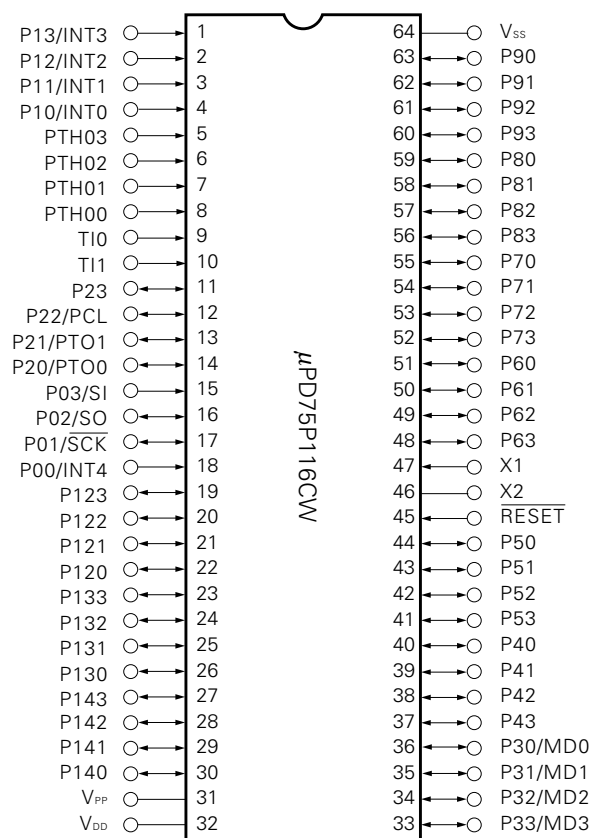 P13/INT3 1 64 Vss
P12/INT2 2 63 P90
P11/INT1 3 62 P91
P10/INT0 4 61 P92
PTH03 5 60 P93
PTH02 6 59 P80
PTH01 7 58 P81
PTH00 8 57 P82
TI0 9 56 P83
TI1 10 55 P70
P23 11 54 P71
P22/PCL 12 53 P72
P21/PTO1 13 52 P73
P20/PTO0 14 51 P60
P03/SI 15 50 P61
P02/SO 16 49 P62
P01/SCK 17 48 P63
P00/INT4 18 47 X1
P123 19 46 X2
P122 20 45 RESET
P121 21 44 P50
P120 22 43 P51
P133 23 42 P52
P132 24 41 P53
P131 25 40 P40
P130 26 39 P41
P143 27 38 P42
P142 28 37 P43
P141 29 36 P30/MD0
P140 30 35 P31/MD1
VPP 31 34 P32/MD2
VDD 32 33 P33/MD3
μPD75P116CW